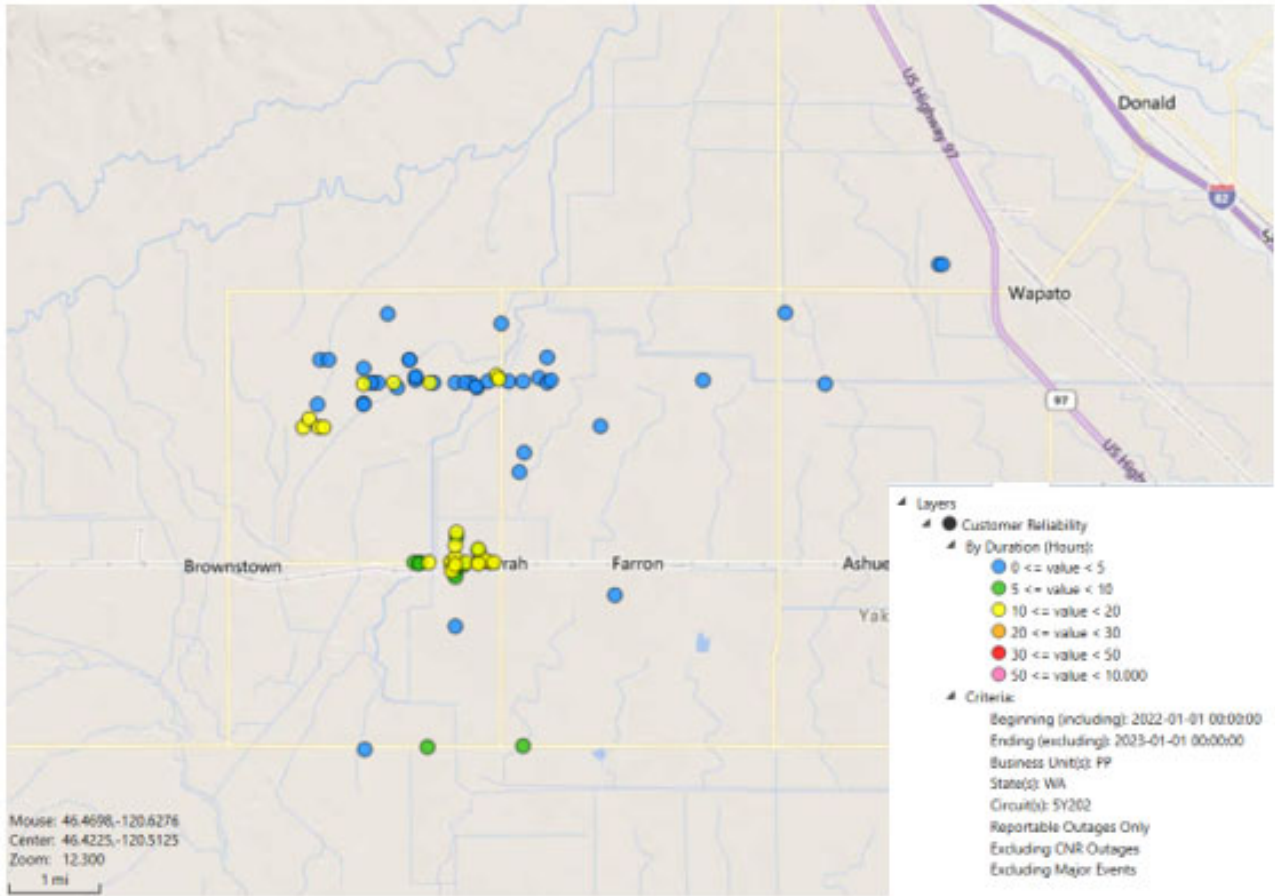 Donald
US Highway 97
82
Wapato
97
US High
Brownstown
rah
Farron
Ashue
Yak
Layers
Customer Reliability
By Duration (Hours):
0 <= value < 5
5 <= value < 10
10 <= value < 20
20 <= value < 30
30 <= value < 50
50 <= value < 10.000
Criteria:
Beginning (including): 2022-01-01 00:00:00
Ending (excluding): 2023-01-01 00:00:00
Business Unit(s): PP
State(s): WA
Circuit(s): 5Y202
Reportable Outages Only
Excluding CNR Outages
Excluding Major Events
Mouse: 46.4698,-120.6276
Center: 46.4225,-120.5125
Zoom: 12.300
1 mi